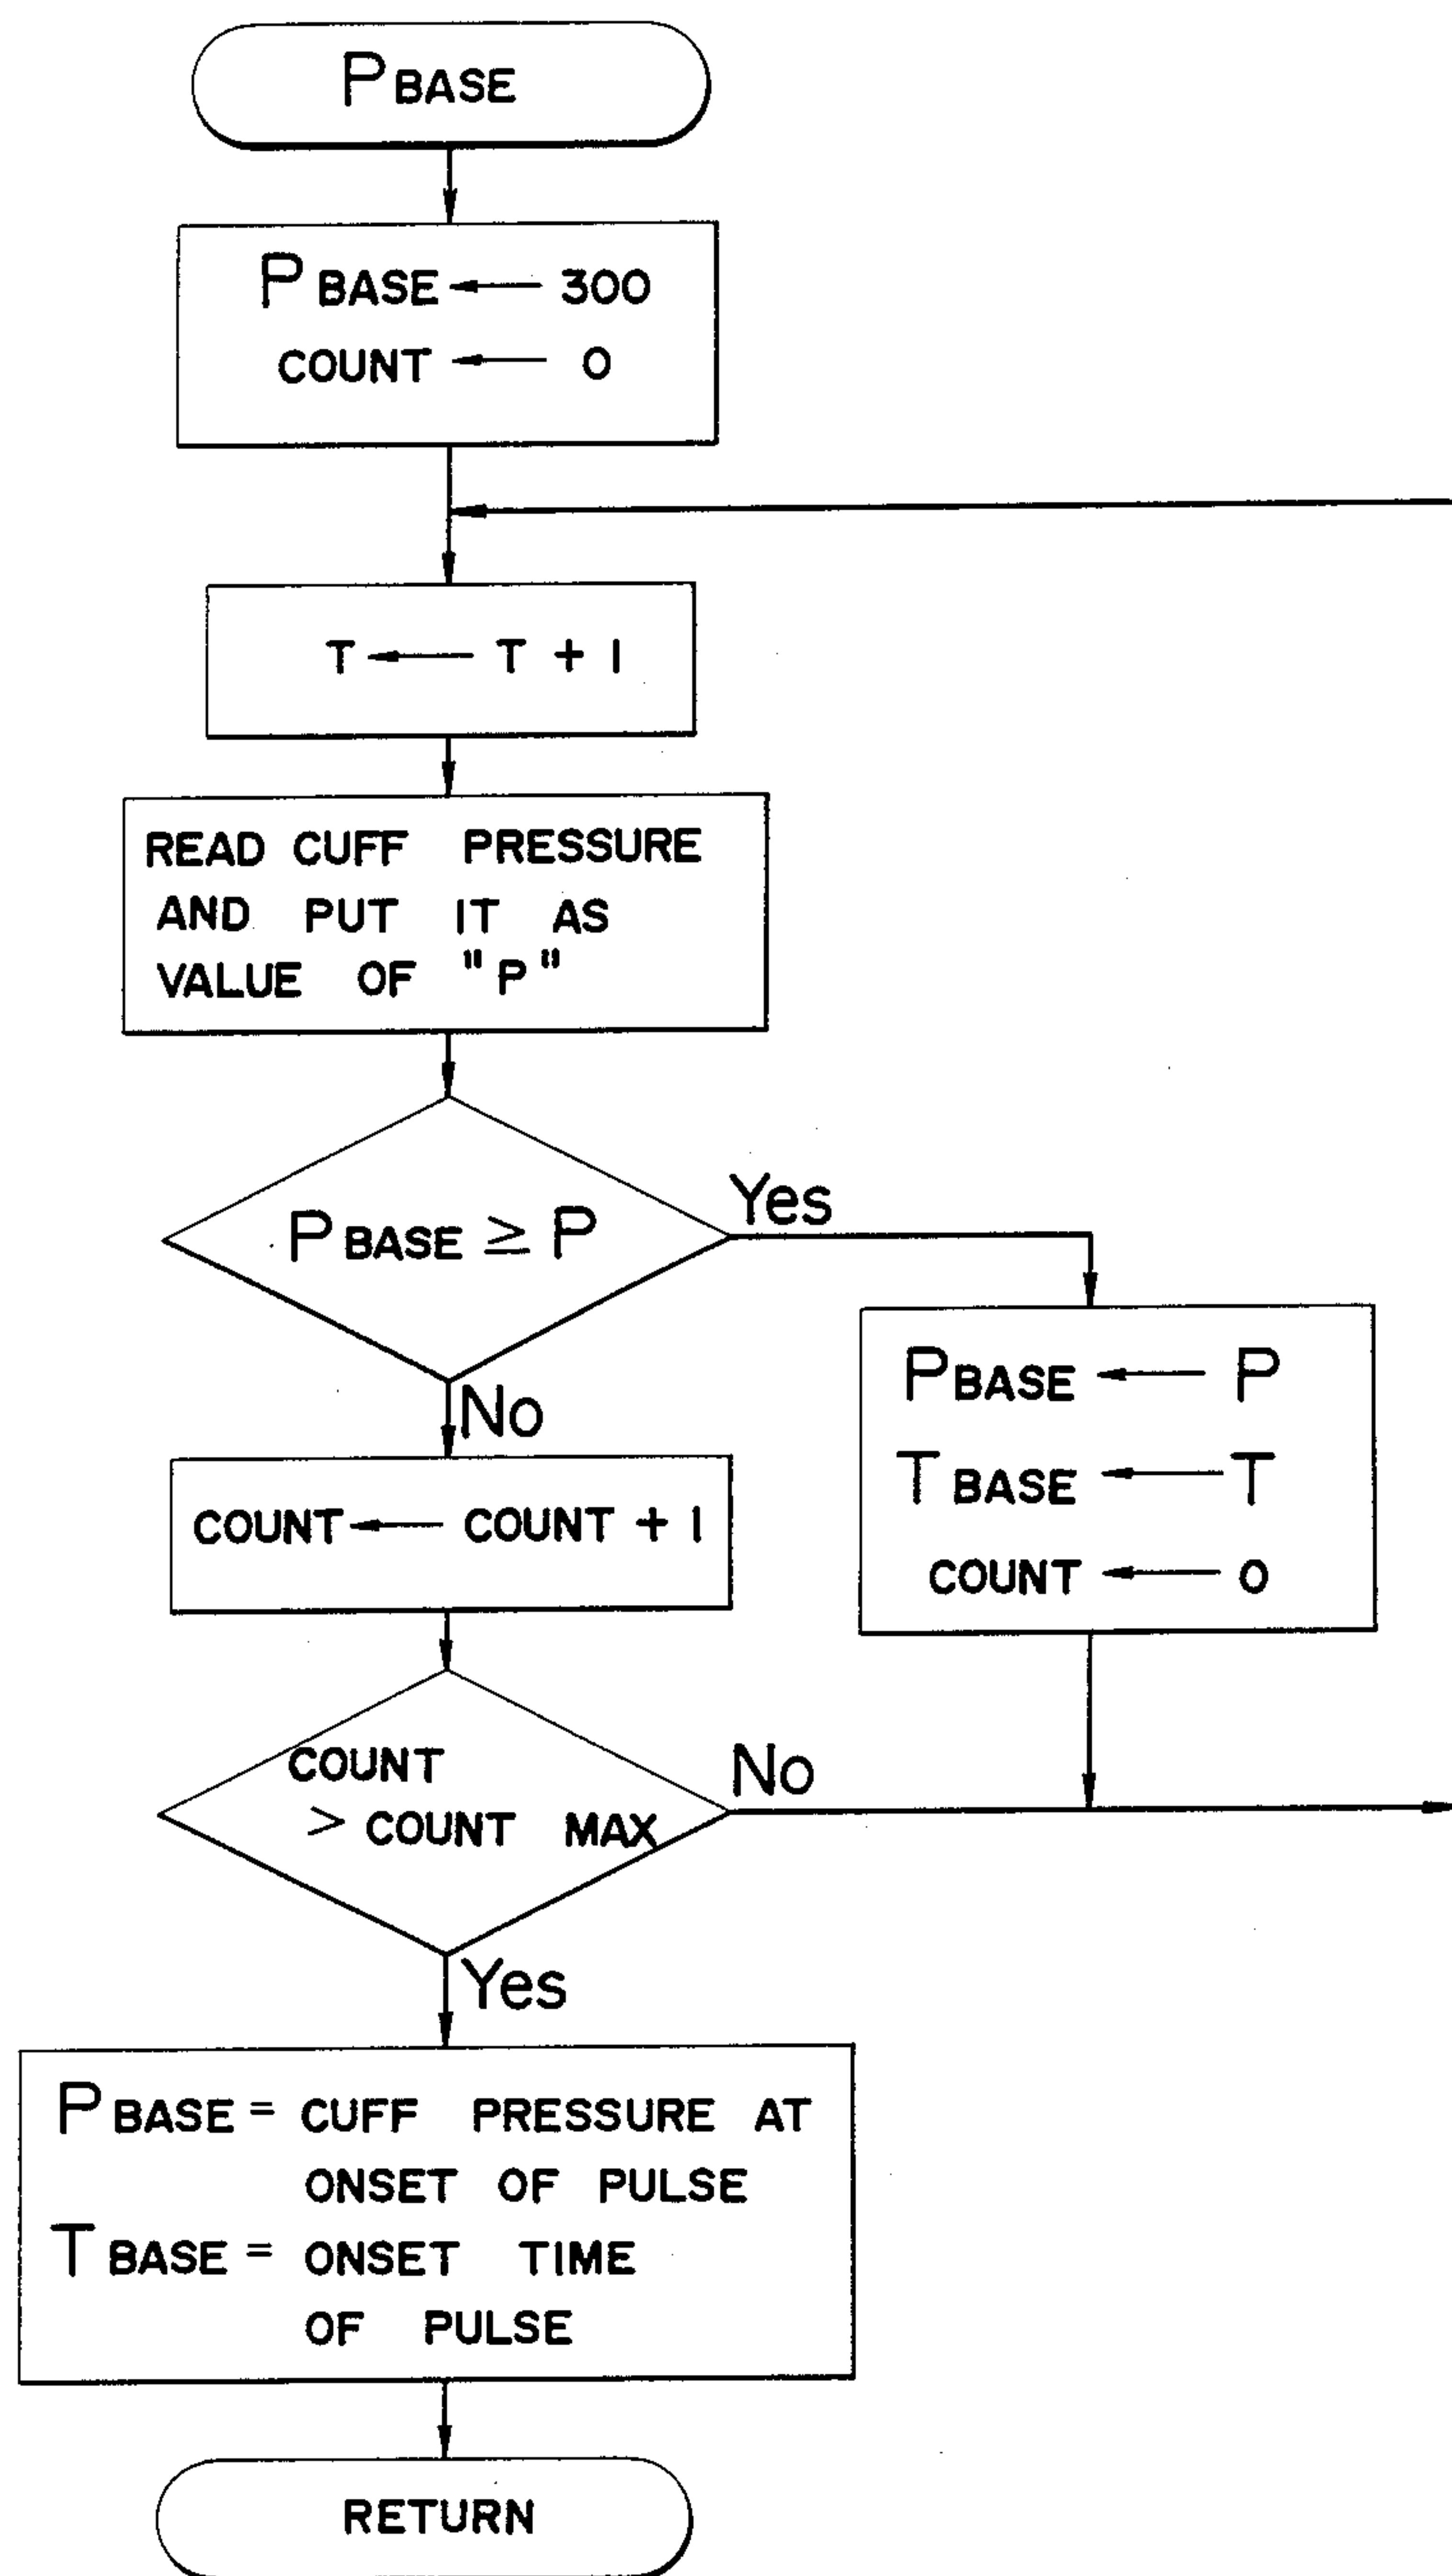 PBASE
PBASE ← 300
COUNT ← 0
T ← T + 1
READ CUFF PRESSURE
AND PUT IT AS
VALUE OF "P"
PBASE ≥ P
Yes
No
PBASE ← P
TBASE ← T
COUNT ← 0
COUNT ← COUNT + 1
COUNT
> COUNT MAX
No
Yes
PBASE = CUFF PRESSURE AT
ONSET OF PULSE
TBASE = ONSET TIME
OF PULSE
RETURN